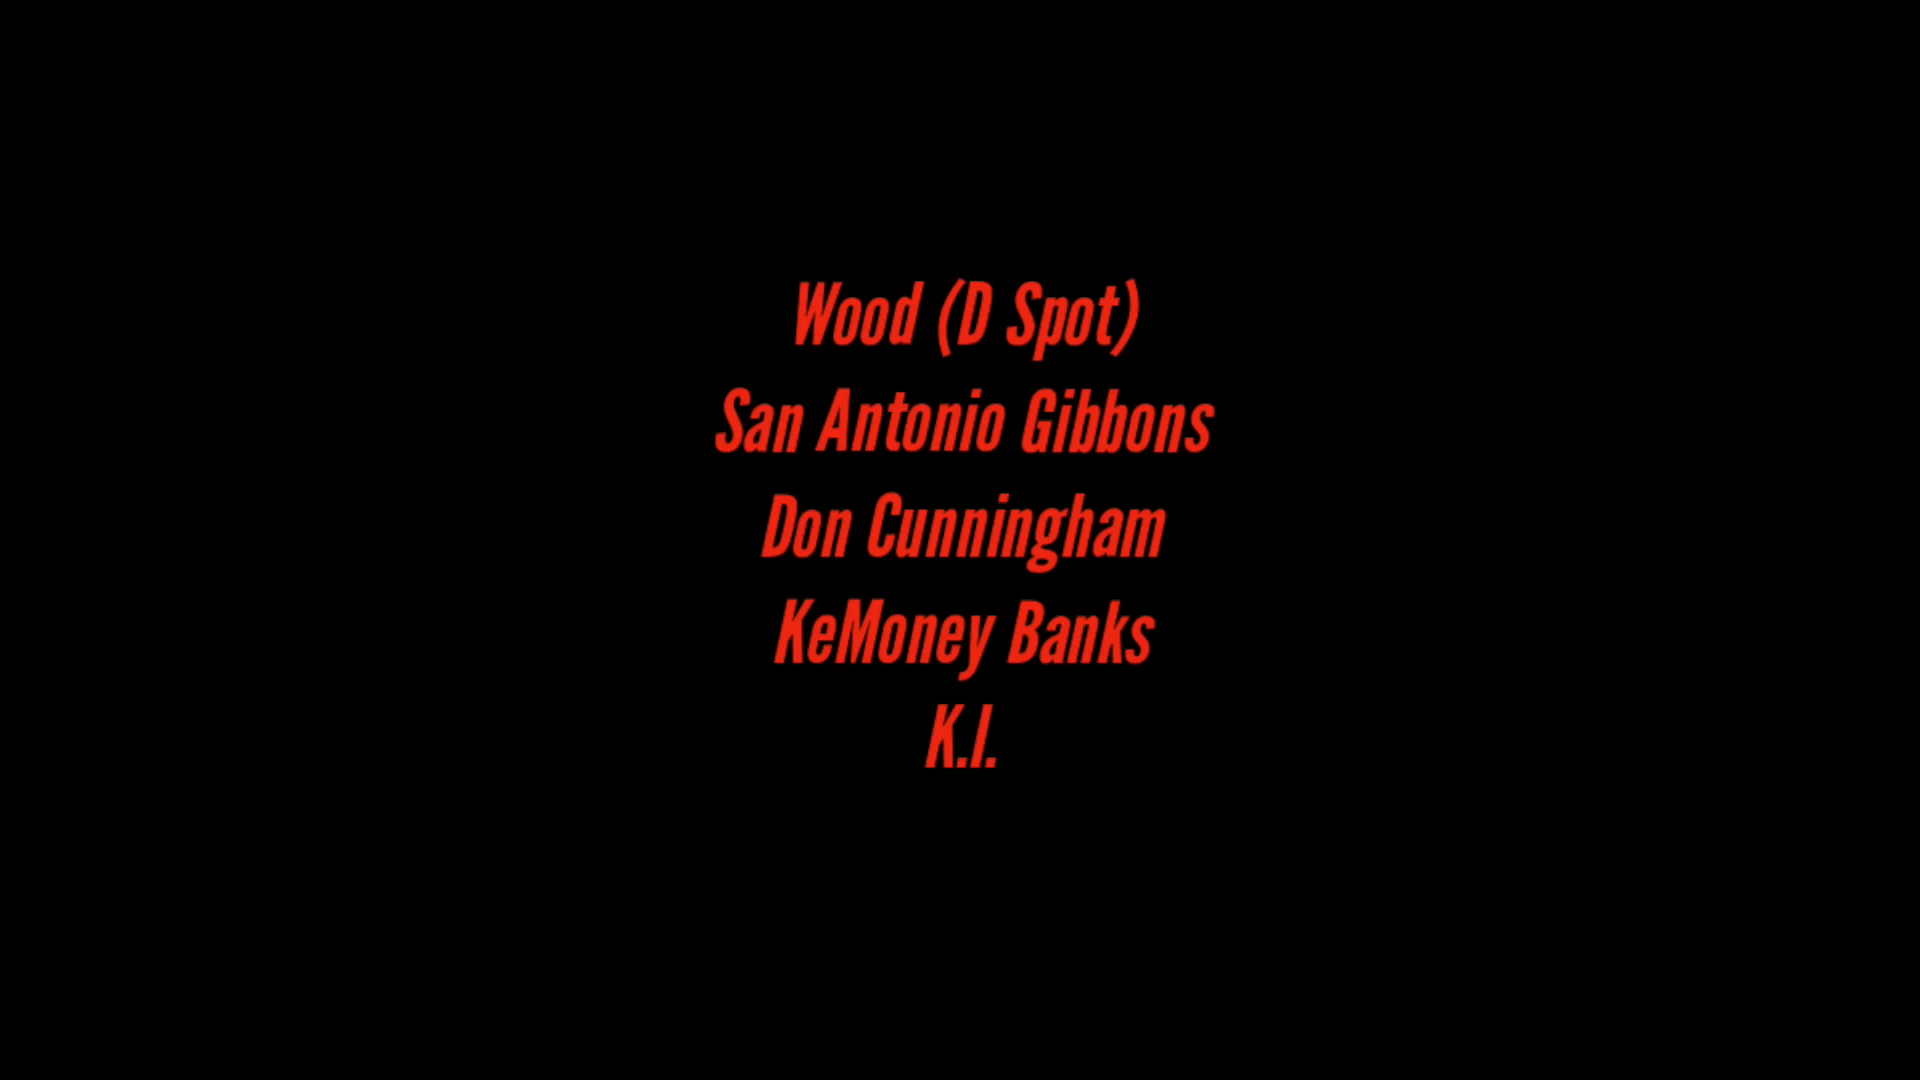 Wood (D Spot)
San Antonio Gibbons
Don Cunningham
KeMoney Banks
K.I.